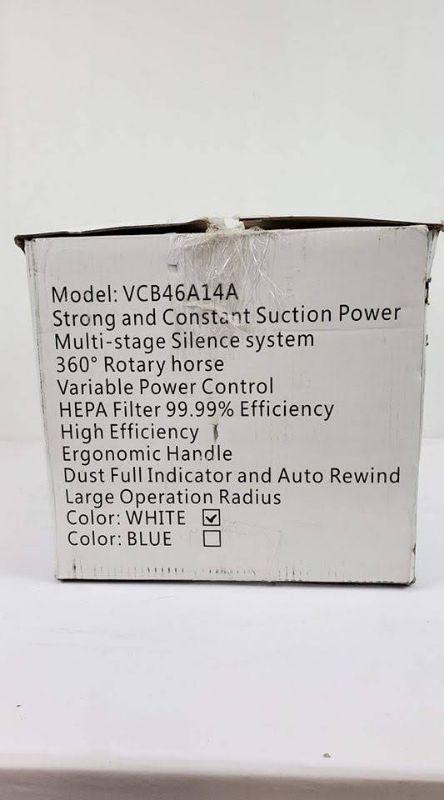 Model: VCB46A14A
Strong and Constant Suction Power
Multi-stage Silence system
360° Rotary horse
Variable Power Control
HEPA Filter 99.99% Efficiency
High Efficiency
Ergonomic Handle
Dust Full Indicator and Auto Rewind
Large Operation Radius
Color: WHITE ☑
Color: BLUE ☐